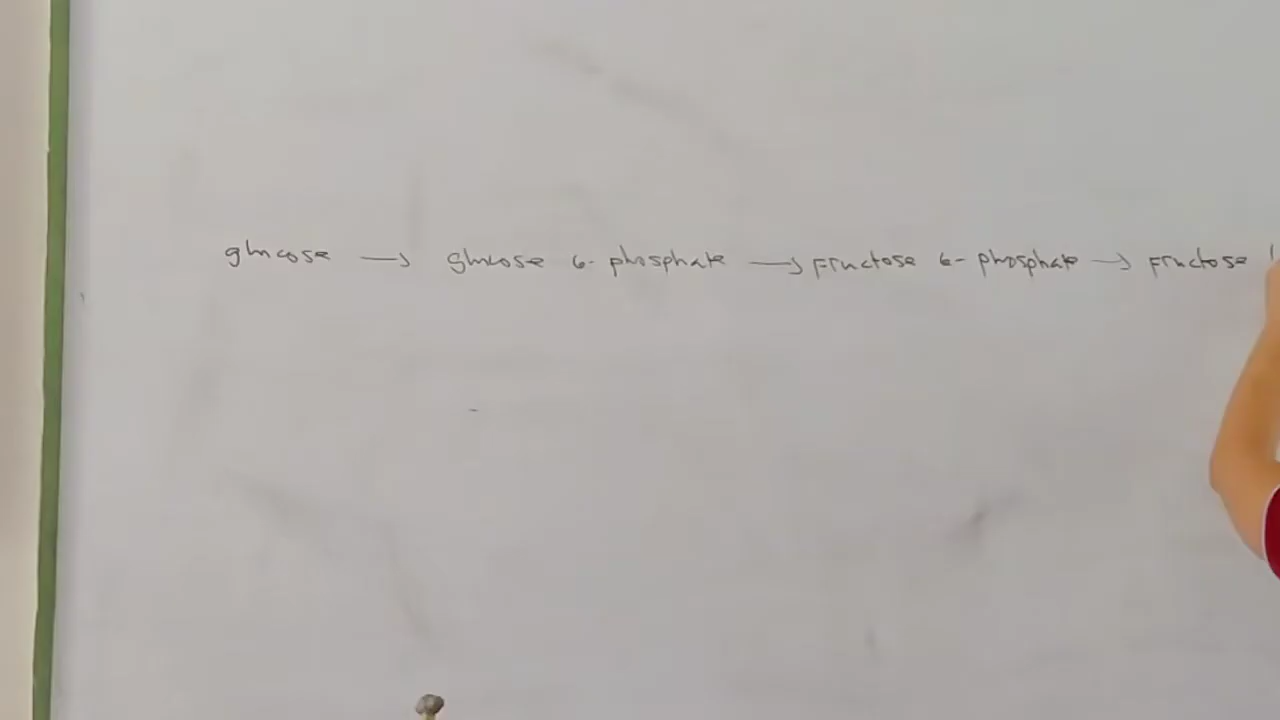 glucose → glucose 6- phosphate → fructose 6- phosphate → fructose